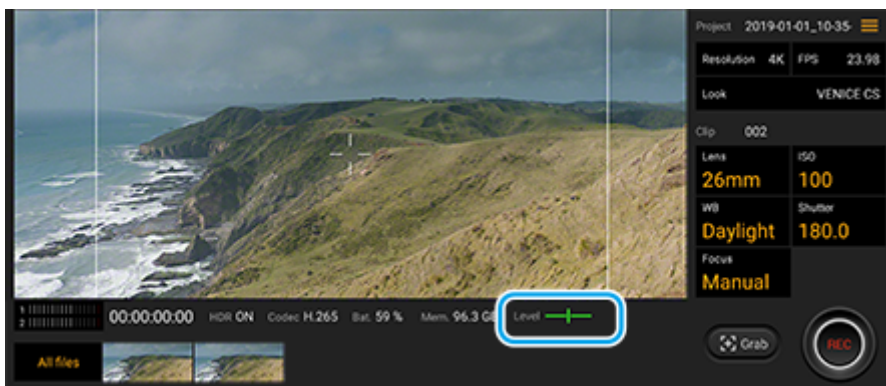 Project 2019-01-01_10-35-
Resolution 4K FPS 23.98
Look VENICE CS
Clip 002
Lens
26mm
ISO
100
WB
Daylight
Shutter
180.0
Focus
Manual
1
2
00:00:00:00 HDR ON Codec H.265 Bat. 59 % Mem. 96.3 GB Level
Grab
REC
All files